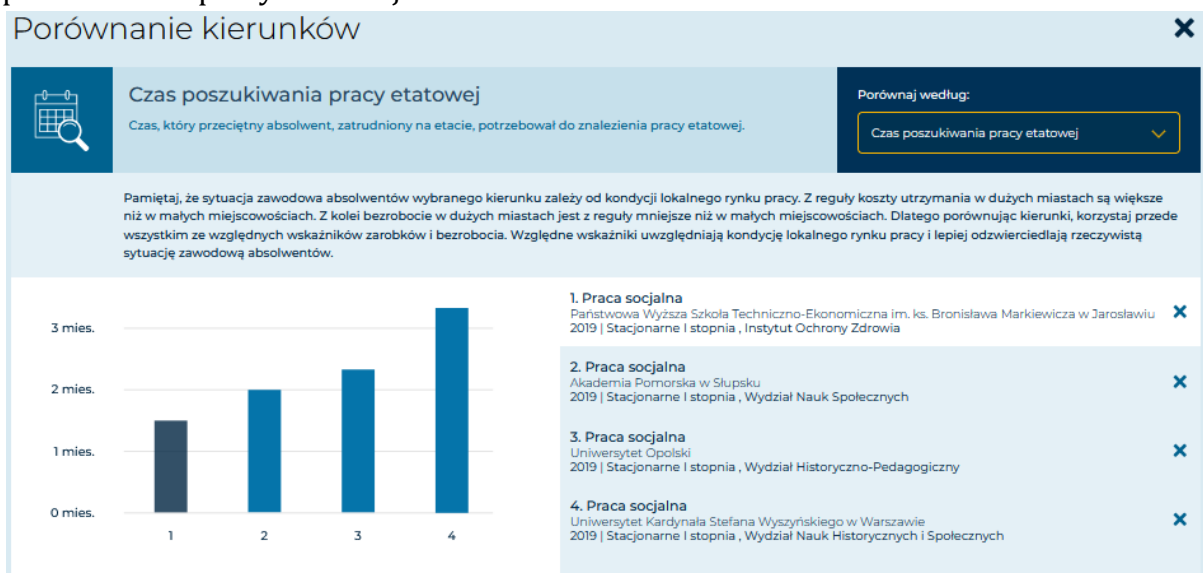 Porównanie kierunków
Czas poszukiwania pracy etatowej
Czas, który przeciętny absolwent, zatrudniony na etacie, potrzebował do znalezienia pracy etatowej.
Porównaj według:
Czas poszukiwania pracy etatowej
Pamiętaj, że sytuacja zawodowa absolwentów wybranego kierunku zależy od kondycji lokalnego rynku pracy. Z reguły koszty utrzymania w dużych miastach są większe
niż w małych miejscowościach. Z kolei bezrobocie w dużych miastach jest z reguły mniejsze niż w małych miejscowościach. Dlatego porównując kierunki, korzystaj przede
wszystkim ze względnych wskaźników zarobków i bezrobocia. Względne wskaźniki uwzględniają kondycję lokalnego rynku pracy i lepiej odzwierciedlają rzeczywistą
sytuację zawodową absolwentów.
3 mies.
2 mies.
1 mies.
0 mies.
1 2 3 4
1. Praca socjalna
Państwowa Wyższa Szkoła Techniczno-Ekonomiczna im. ks. Bronisława Markiewicza w Jarosławiu
2019 | Stacjonarne I stopnia , Instytut Ochrony Zdrowia
2. Praca socjalna
Akademia Pomorska w Słupsku
2019 | Stacjonarne I stopnia , Wydział Nauk Społecznych
3. Praca socjalna
Uniwersytet Opolski
2019 | Stacjonarne I stopnia , Wydział Historyczno-Pedagogiczny
4. Praca socjalna
Uniwersytet Kardynała Stefana Wyszyńskiego w Warszawie
2019 | Stacjonarne I stopnia , Wydział Nauk Historycznych i Społecznych